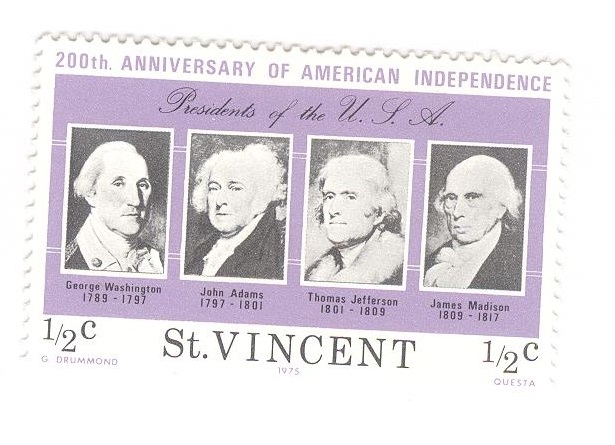 200th. ANNIVERSARY OF AMERICAN INDEPENDENCE
Presidents of the U. S. A.
George Washington
1789 - 1797
John Adams
1797 - 1801
Thomas Jefferson
1801 - 1809
James Madison
1809 - 1817
1/2c St. VINCENT 1/2c
G. DRUMMOND 1975 QUESTA